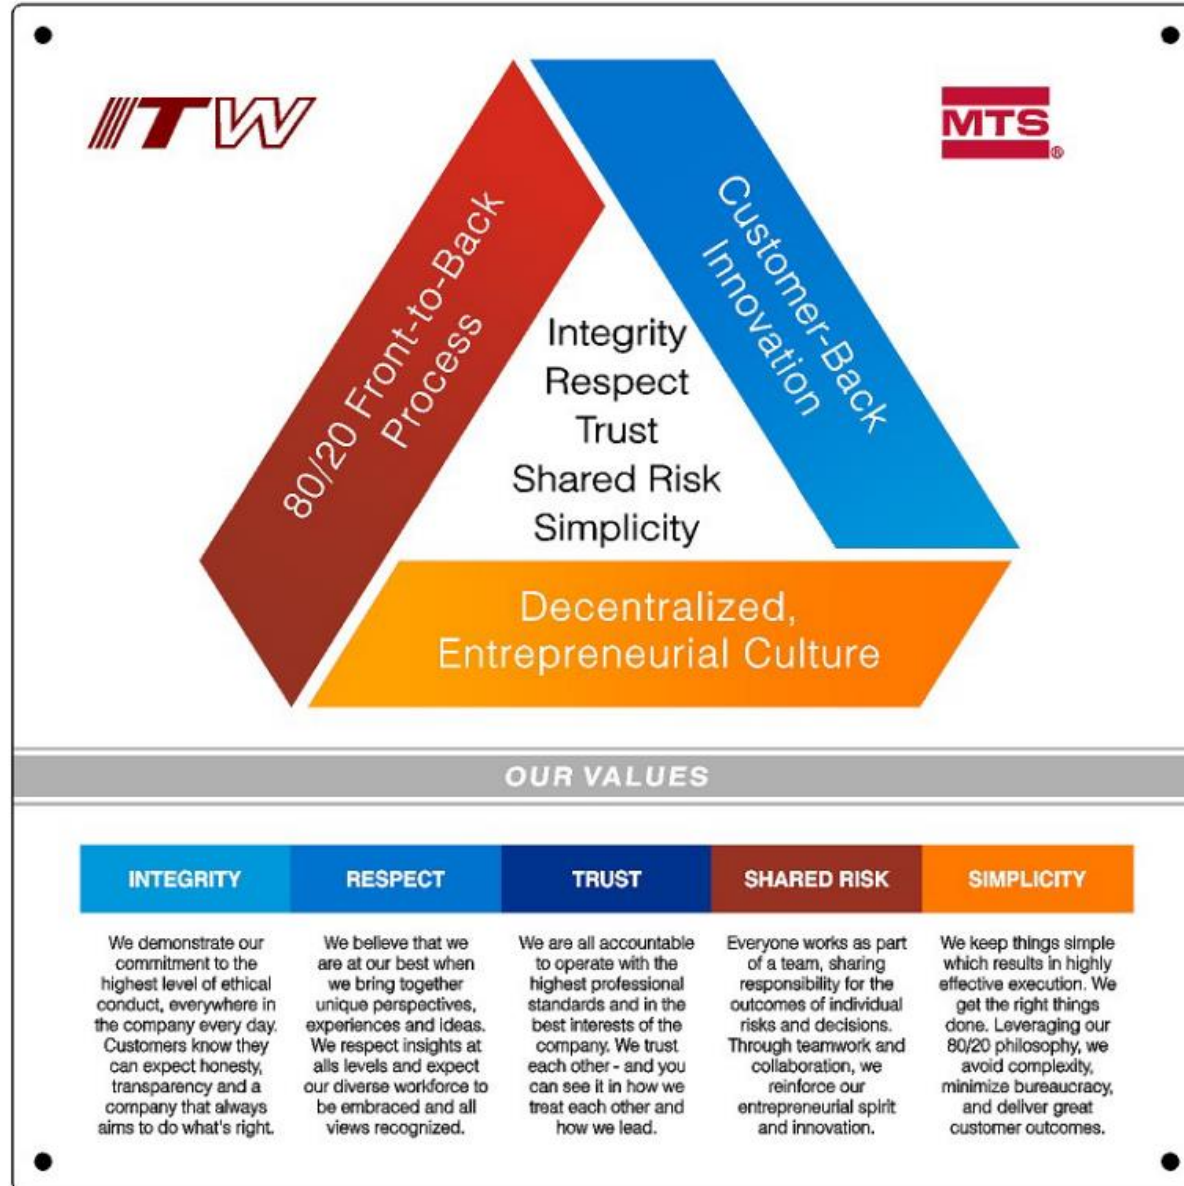 ITW
MTS
®
80/20 Front-to-Back
Process
Customer-Back
Innovation
Integrity
Respect
Trust
Shared Risk
Simplicity
Decentralized,
Entrepreneurial Culture
OUR VALUES
INTEGRITY
We demonstrate our
commitment to the
highest level of ethical
conduct, everywhere in
the company every day.
Customers know they
can expect honesty,
transparency and a
company that always
aims to do what's right.
RESPECT
We believe that we
are at our best when
we bring together
unique perspectives,
experiences and ideas.
We respect insights at
alls levels and expect
our diverse workforce to
be embraced and all
views recognized.
TRUST
We are all accountable
to operate with the
highest professional
standards and in the
best interests of the
company. We trust
each other - and you
can see it in how we
treat each other and
how we lead.
SHARED RISK
Everyone works as part
of a team, sharing
responsibility for the
outcomes of individual
risks and decisions.
Through teamwork and
collaboration, we
reinforce our
entrepreneurial spirit
and innovation.
SIMPLICITY
We keep things simple
which results in highly
effective execution. We
get the right things
done. Leveraging our
80/20 philosophy, we
avoid complexity,
minimize bureaucracy,
and deliver great
customer outcomes.